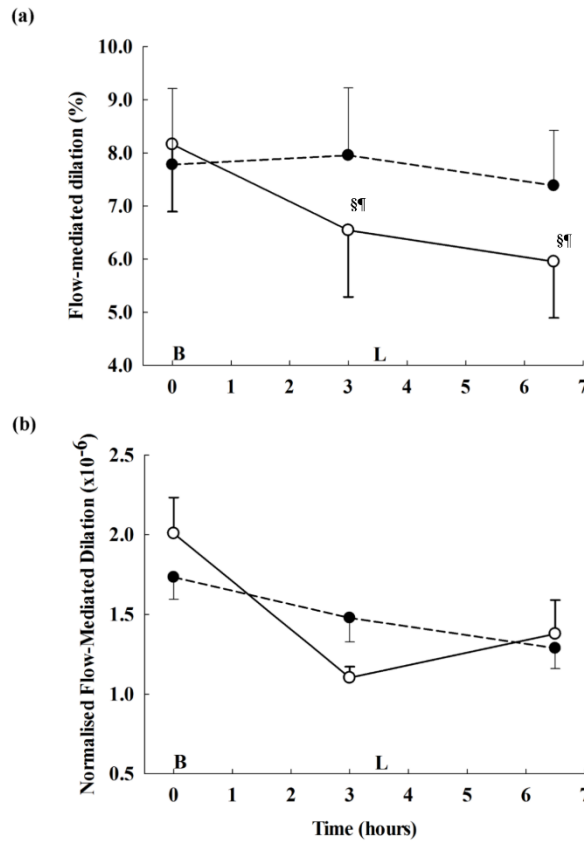 (a)
Flow-mediated dilation (%)
10.0
9.0
8.0
7.0
6.0
5.0
4.0
§¶
§¶
B
L
0 1 2 3 4 5 6 7
(b)
Normalised Flow-Mediated Dilation (x10-6)
2.5
2.0
1.5
1.0
0.5
B
L
0 1 2 3 4 5 6 7
Time (hours)